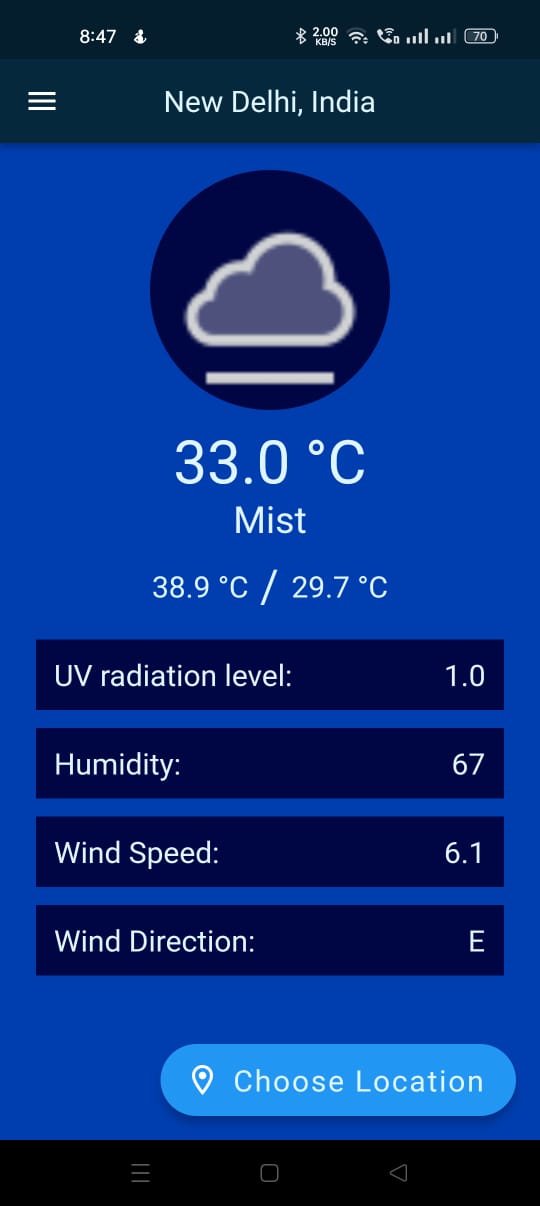 8:47 2.00 KB/S 70
New Delhi, India
33.0 °C
Mist
38.9 °C / 29.7 °C
UV radiation level: 1.0
Humidity: 67
Wind Speed: 6.1
Wind Direction: E
Choose Location